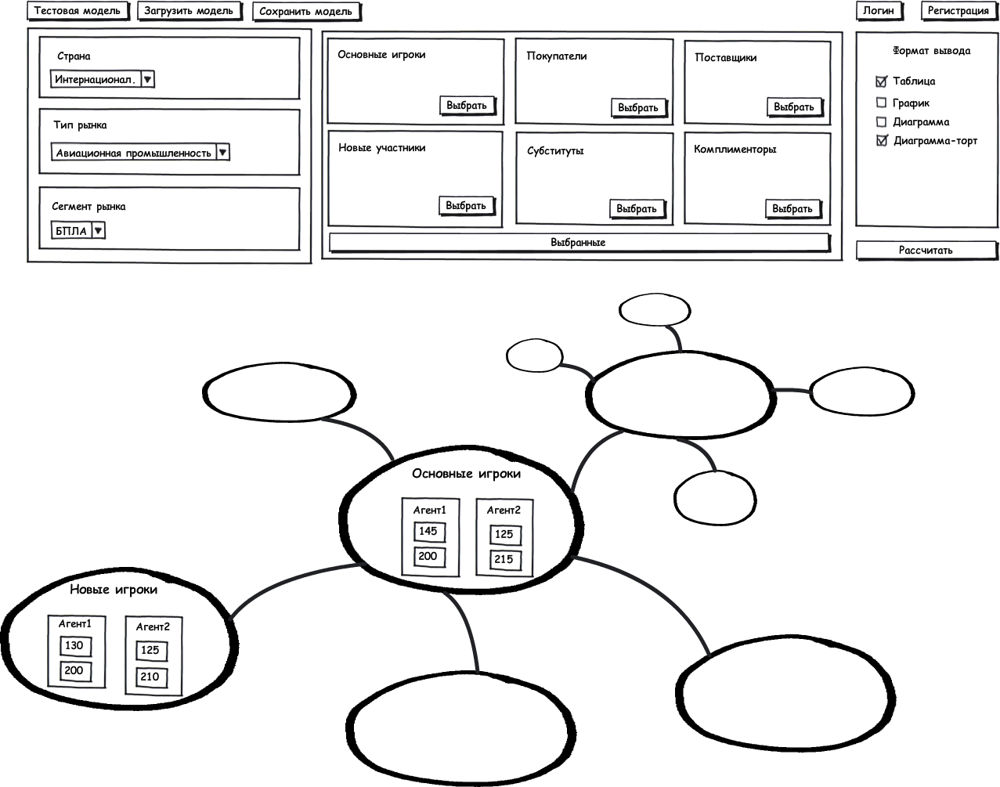 Тестовая модель
Загрузить модель
Сохранить модель
Логин
Регистрация
Страна
Интернационал.
Тип рынка
Авиационная промышленность
Сегмент рынка
БПЛА
Основные игроки
Выбрать
Покупатели
Выбрать
Поставщики
Выбрать
Новые участники
Выбрать
Субституты
Выбрать
Комплименторы
Выбрать
Выбранные
Формат вывода
Таблица
График
Диаграмма
Диаграмма-торт
Рассчитать
Основные игроки
Агент1
145
200
Агент2
125
215
Новые игроки
Агент1
130
200
Агент2
125
210